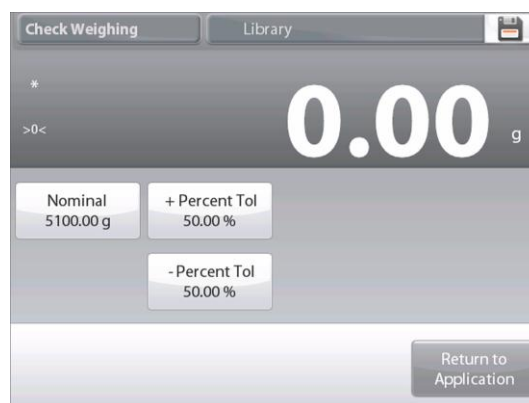 Check Weighing
Library
*
0.00
>0<
g
Nominal
5100.00 g
+ Percent Tol
50.00 %
- Percent Tol
50.00 %
Return to
Application